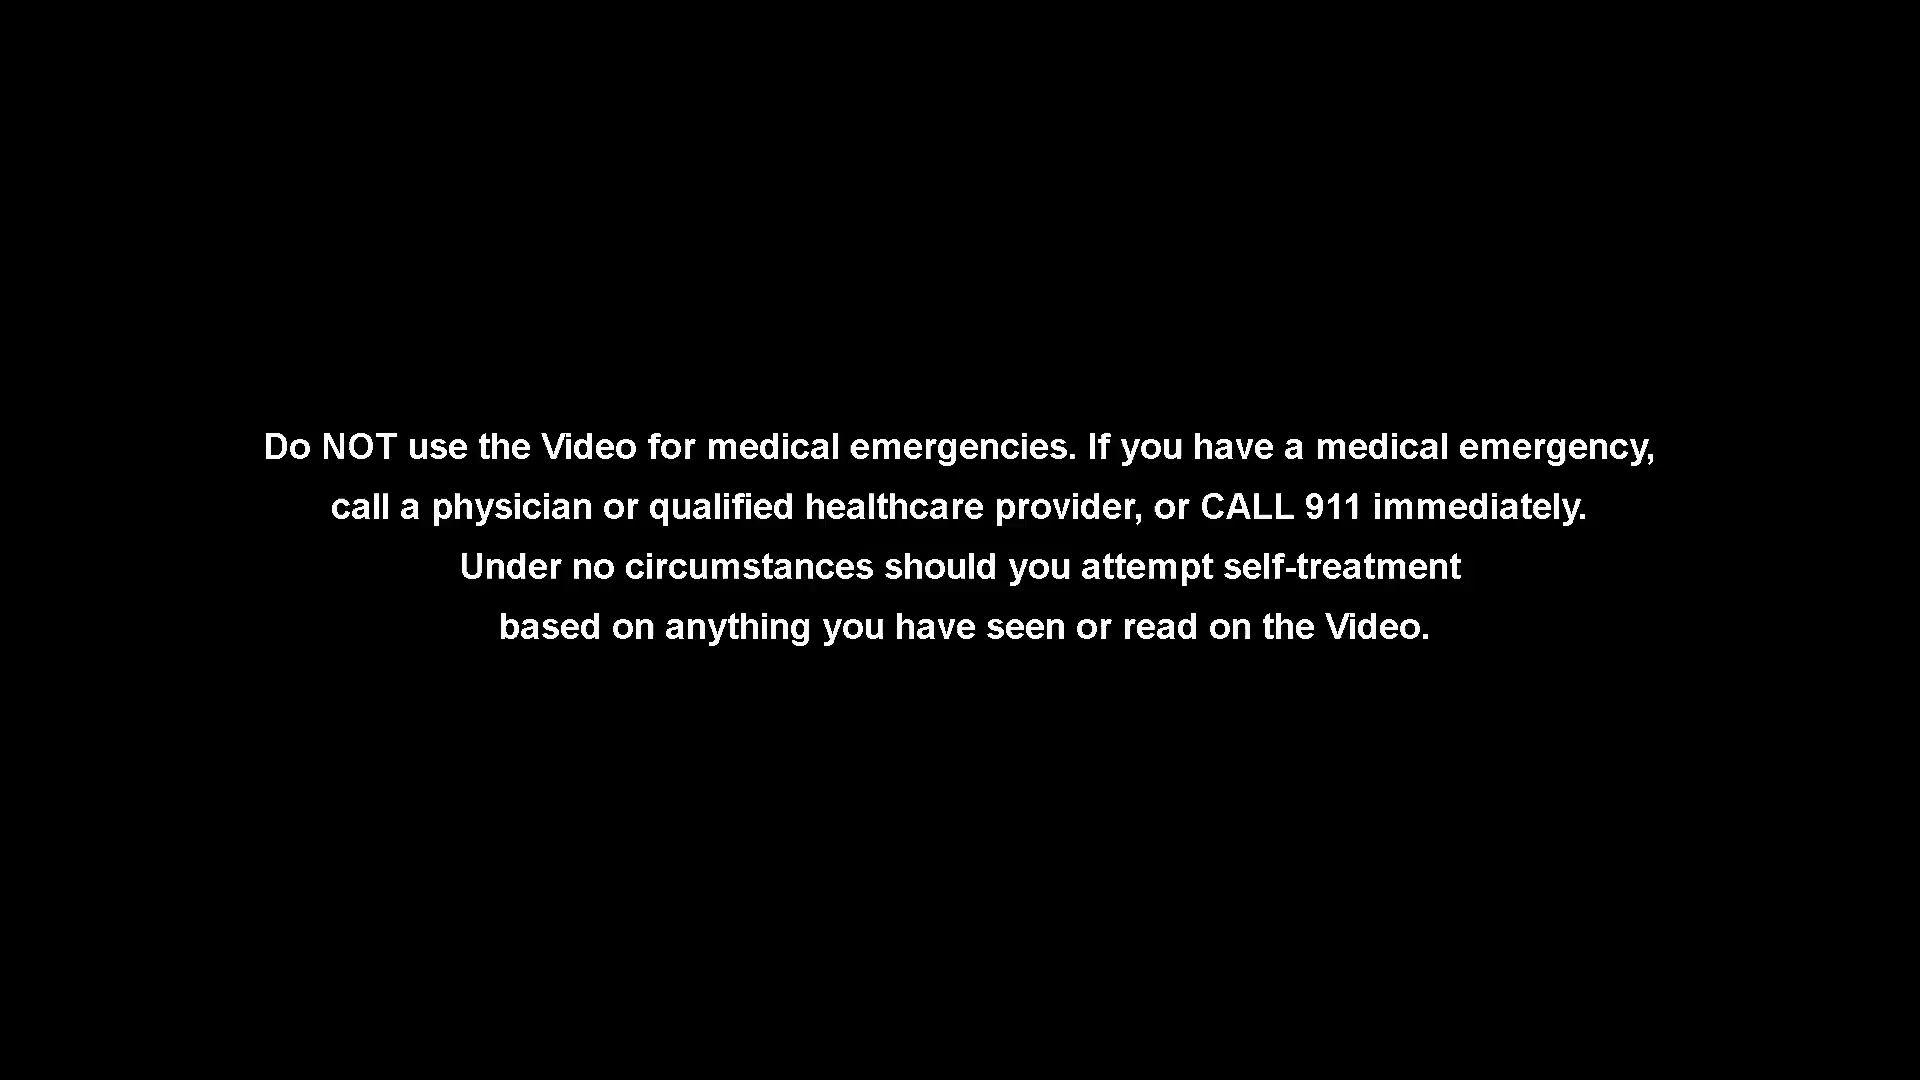 Do NOT use the Video for medical emergencies. If you have a medical emergency,
call a physician or qualified healthcare provider, or CALL 911 immediately.
Under no circumstances should you attempt self-treatment
based on anything you have seen or read on the Video.